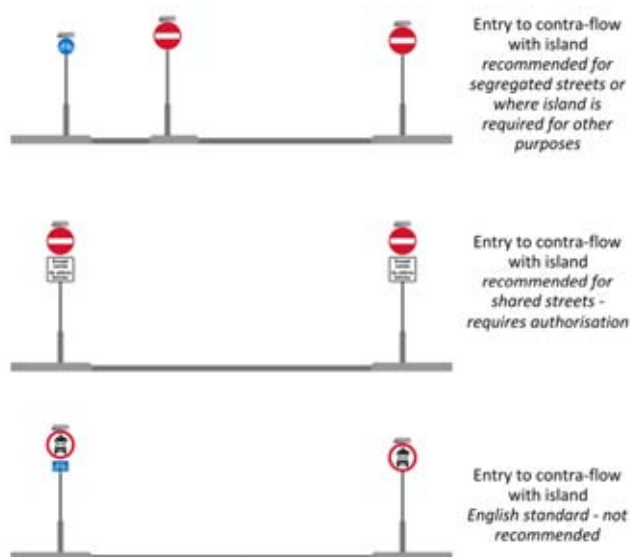 Entry to contra-flow
with island
recommended for
segregated streets or
where island is
required for other
purposes
Entry to contra-flow
with island
recommended for
shared streets -
requires authorisation
Entry to contra-flow
with island
English standard - not
recommended